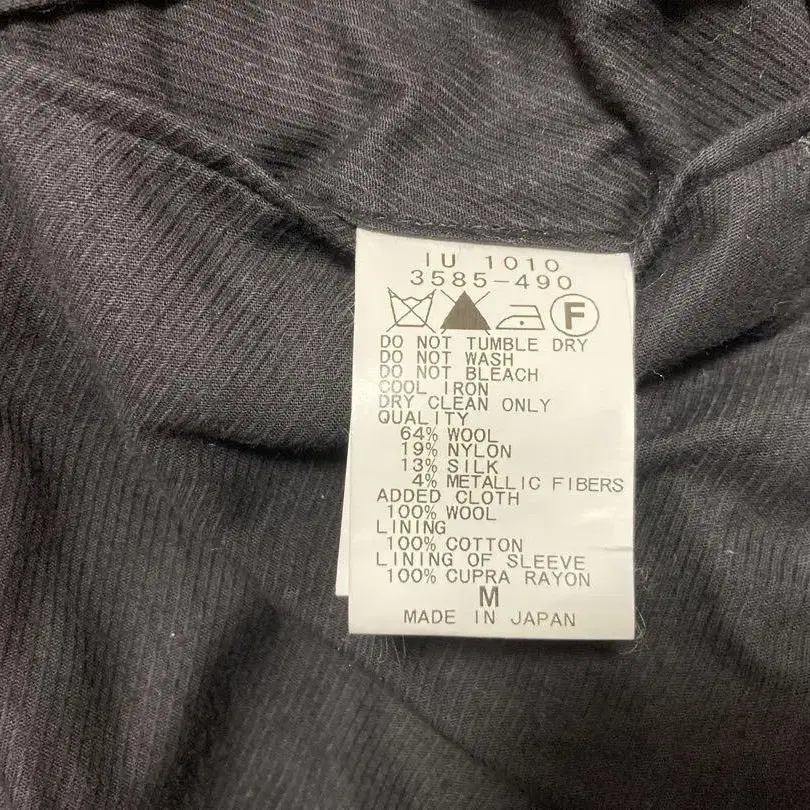 IU 1010
3585-490
F
DO NOT TUMBLE DRY
DO NOT WASH
DO NOT BLEACH
COOL IRON
DRY CLEAN ONLY
QUALITY
64% WOOL
19% NYLON
13% SILK
4% METALLIC FIBERS
ADDED CLOTH
100% WOOL
LINING
100% COTTON
LINING OF SLEEVE
100% CUPRA RAYON
M
MADE IN JAPAN